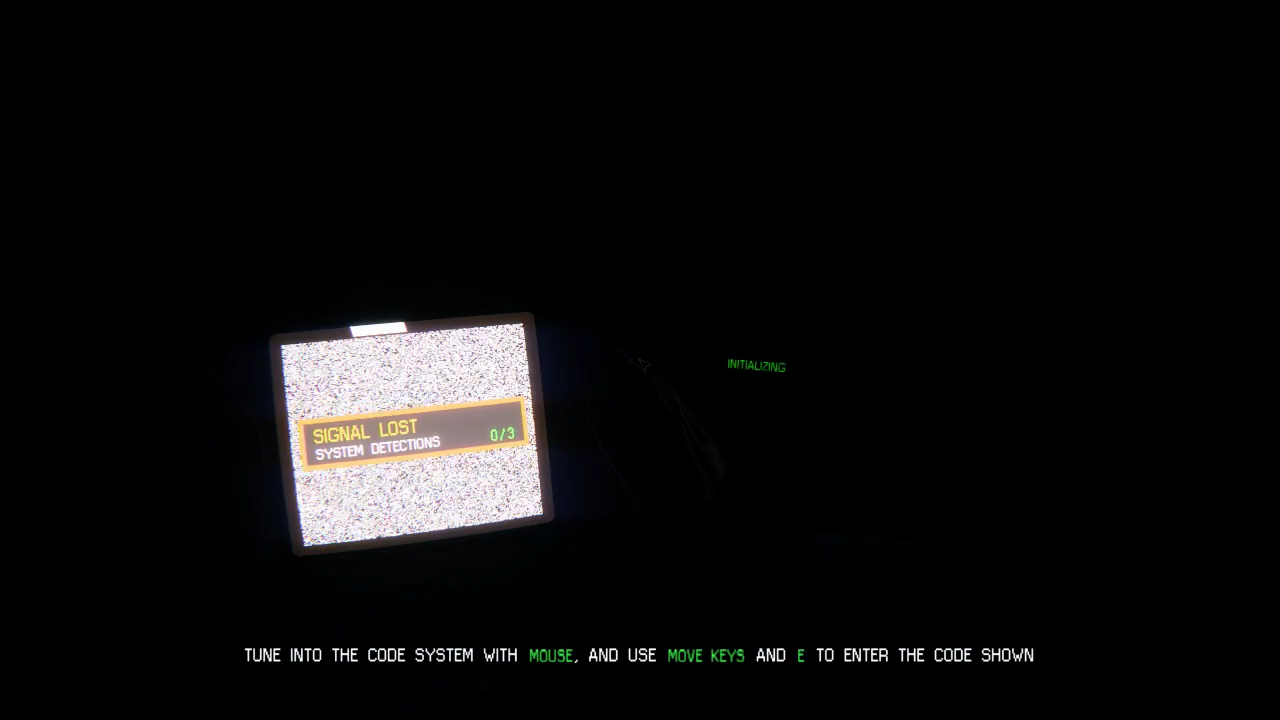 INITIALIZING
SIGNAL LOST
SYSTEM DETECTIONS 0/3
TUNE INTO THE CODE SYSTEM WITH MOUSE, AND USE MOVE KEYS AND E TO ENTER THE CODE SHOWN